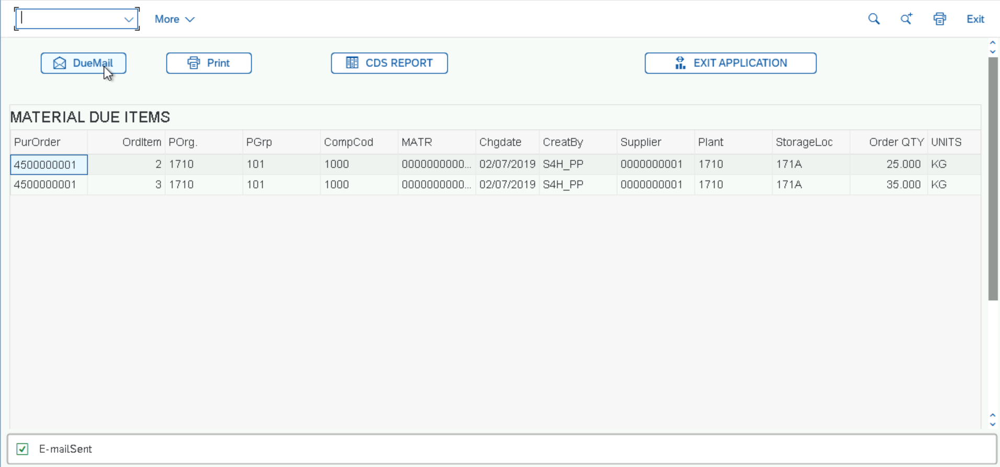 More Exit
DueMail Print CDS REPORT EXIT APPLICATION
MATERIAL DUE ITEMS
PurOrder OrdItem POrg. PGrp CompCod MATR Chgdate CreatBy Supplier Plant StorageLoc Order QTY UNITS
4500000001 2 1710 101 1000 0000000000... 02/07/2019 S4H_PP 0000000001 1710 171A 25.000 KG
4500000001 3 1710 101 1000 0000000000... 02/07/2019 S4H_PP 0000000001 1710 171A 35.000 KG
E-mailSent